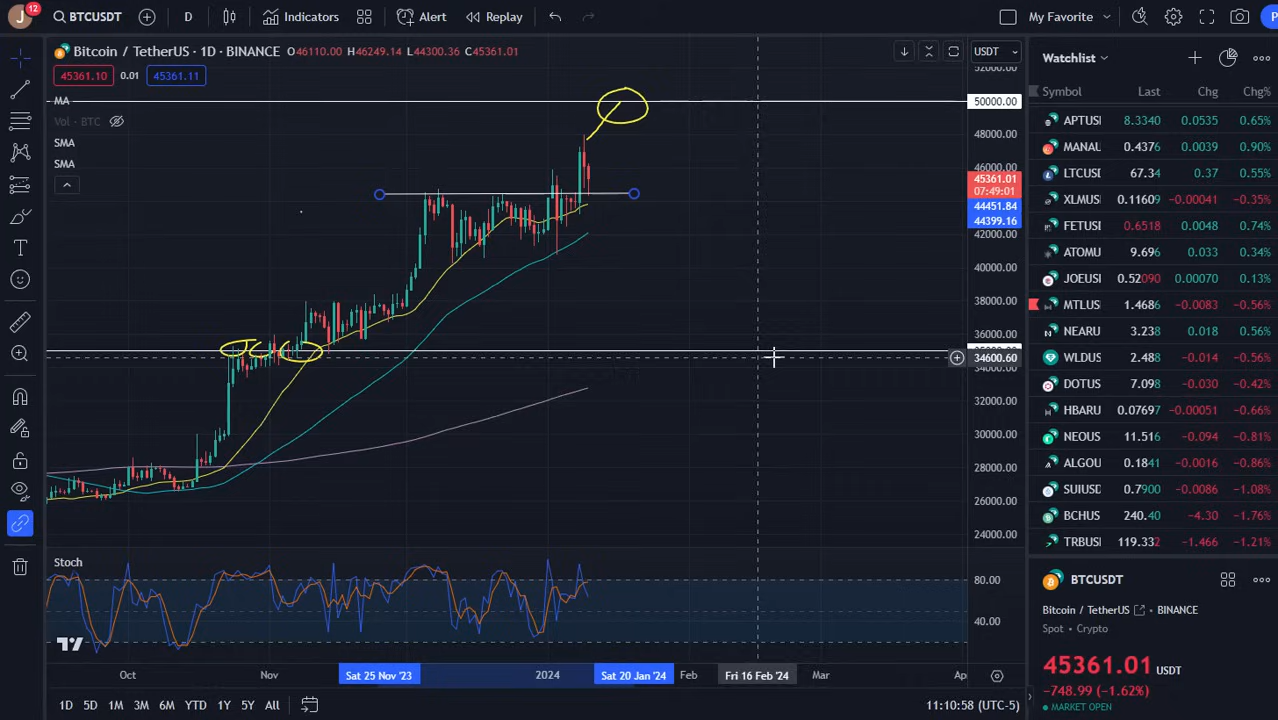 J 12 BTCUSDT D Indicators Alert Replay My Favorite P
Bitcoin / TetherUS · 1D · BINANCE O46110.00 H46249.14 L44300.36 C45361.01
45361.10 0.01 45361.11
MA
Vol · BTC
SMA
SMA
USDT
52000.00
50000.00
48000.00
46000.00
45361.01
07:49:01
44451.84
44399.16
42000.00
40000.00
38000.00
36000.00
34600.60
34000.00
32000.00
30000.00
28000.00
26000.00
24000.00
Stoch
80.00
40.00
Oct Nov Sat 25 Nov '23 2024 Sat 20 Jan '24 Feb Fri 16 Feb '24 Mar Ap
1D 5D 1M 3M 6M YTD 1Y 5Y All 11:10:58 (UTC-5)
Watchlist
Symbol Last Chg Chg%
APTUSI 8.3340 0.0535 0.65%
MANAL 0.4376 0.0039 0.90%
LTCUSI 67.34 0.37 0.55%
XLMUSI 0.11609 −0.00041 −0.35%
FETUSI 0.6518 0.0048 0.74%
ATOMU 9.696 0.033 0.34%
JOEUSI 0.52090 0.00070 0.13%
MTLUS 1.4686 −0.0083 −0.56%
NEARU 3.238 0.018 0.56%
WLDUS 2.488 −0.014 −0.56%
DOTUS 7.098 −0.030 −0.42%
HBARU 0.07697 −0.00051 −0.66%
NEOUS 11.516 −0.094 −0.81%
ALGOU 0.1841 −0.0016 −0.86%
SUIUSD 0.7900 −0.0086 −1.08%
BCHUS 240.40 −4.30 −1.76%
TRBUS 119.332 −1.466 −1.21%
BTCUSDT
Bitcoin / TetherUS BINANCE
Spot • Crypto
45361.01 USDT
−748.99 (−1.62%)
MARKET OPEN